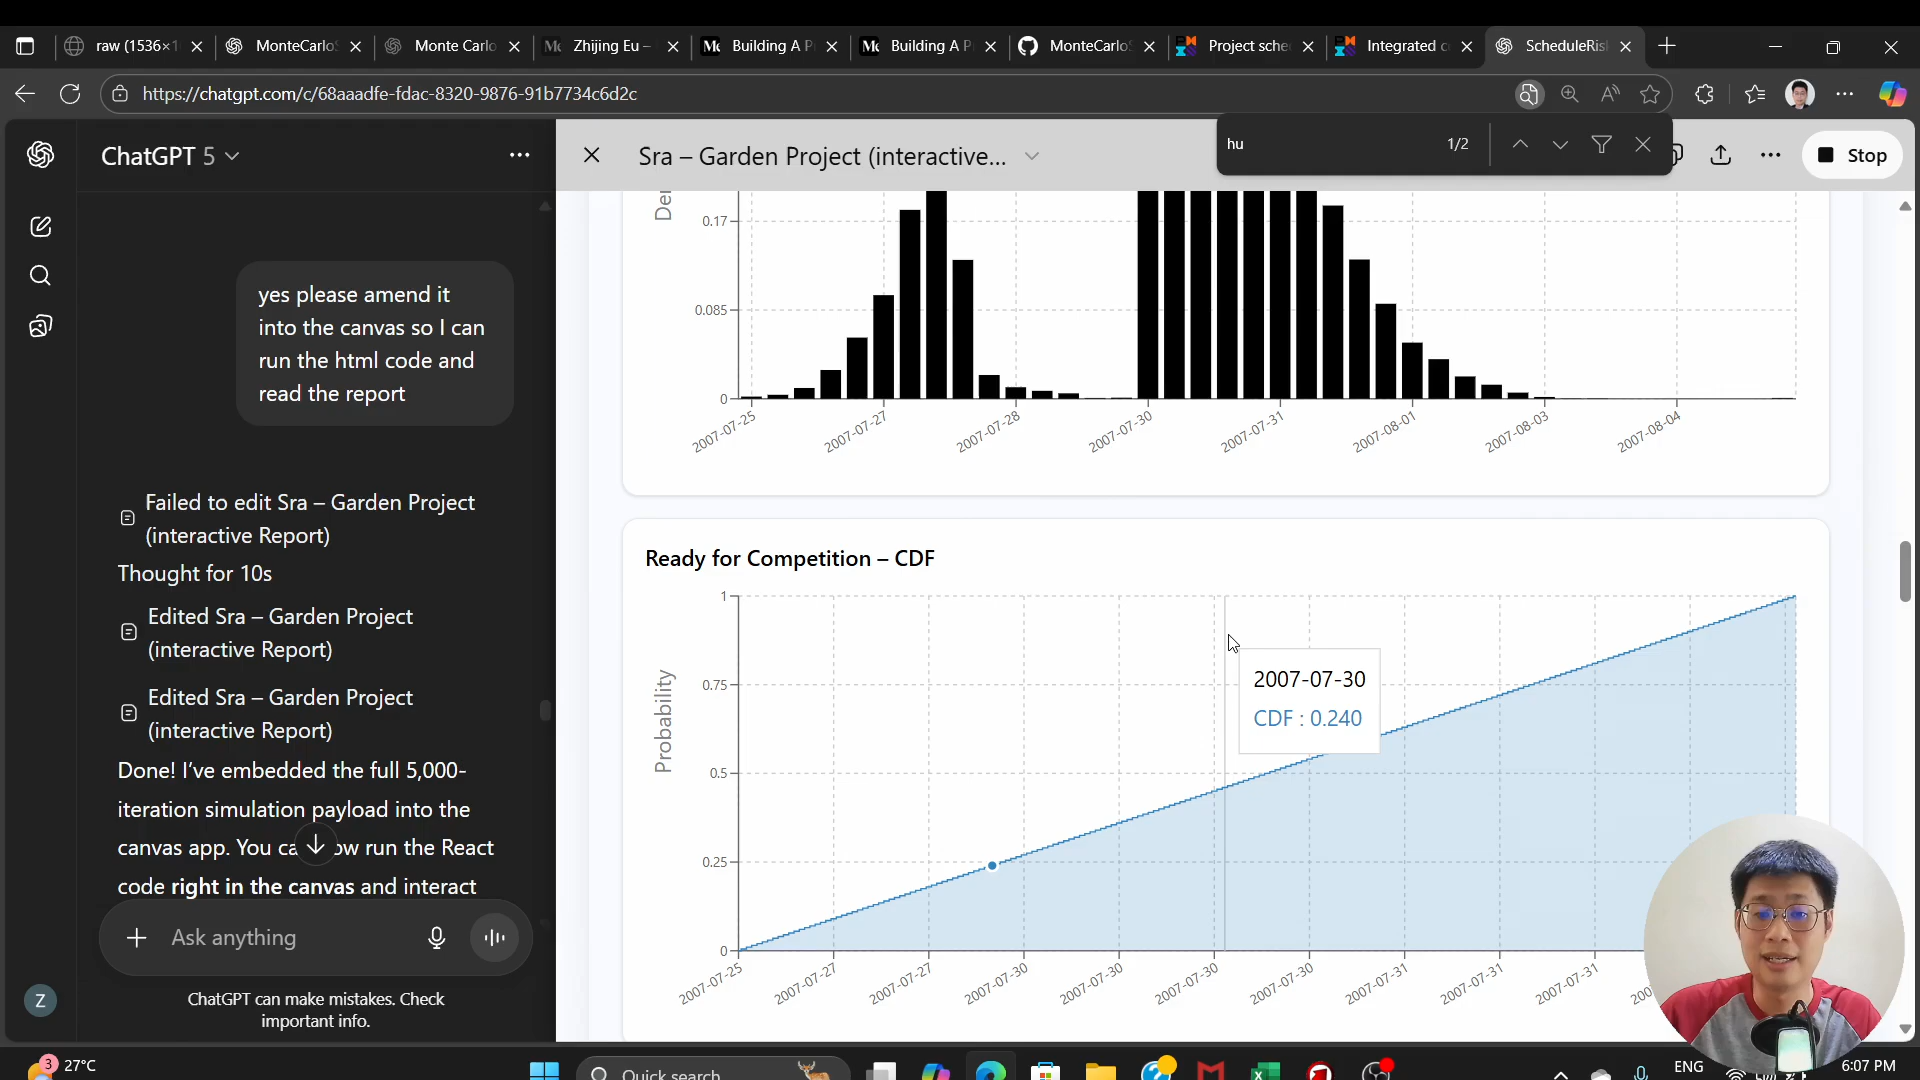 raw (1536×1
MonteCarlo
Monte Carlo
Zhijing Eu –
Building A P
Building A P
MonteCarlo
Project sche
Integrated c
ScheduleRis
https://chatgpt.com/c/68aaadfe-fdac-8320-9876-91b7734c6d2c
ChatGPT 5
Sra – Garden Project (interactive...
hu
1/2
Stop
yes please amend it
into the canvas so I can
run the html code and
read the report
Failed to edit Sra – Garden Project
(interactive Report)
Thought for 10s
Edited Sra – Garden Project
(interactive Report)
Edited Sra – Garden Project
(interactive Report)
Done! I've embedded the full 5,000-
iteration simulation payload into the
canvas app. You can now run the React
code right in the canvas and interact
Ask anything
ChatGPT can make mistakes. Check
important info.
Z
0.17
0.085
0
2007-07-25
2007-07-27
2007-07-28
2007-07-30
2007-07-31
2007-08-01
2007-08-03
2007-08-04
Ready for Competition – CDF
Probability
1
0.75
0.5
0.25
0
2007-07-30
CDF : 0.240
2007-07-25
2007-07-27
2007-07-27
2007-07-30
2007-07-30
2007-07-30
2007-07-30
2007-07-31
2007-07-31
2007-07-31
3
27°C
Quick search
ENG
6:07 PM